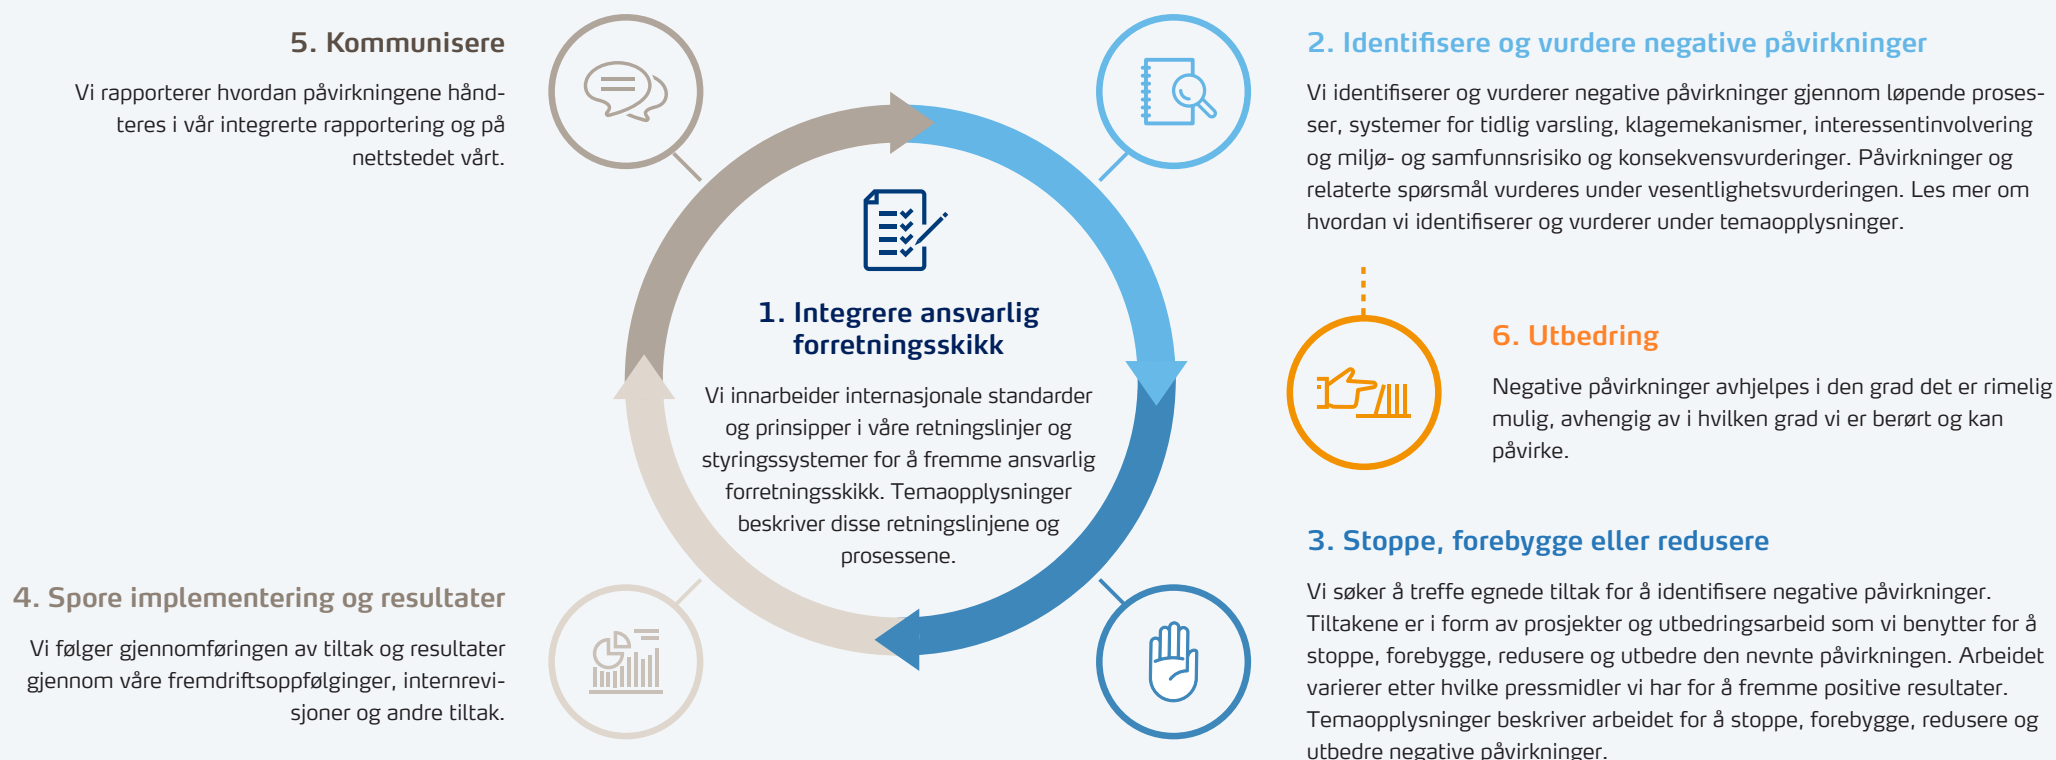 5. Kommunisere
Vi rapporterer hvordan påvirkningene hånd-
teres i vår integrerte rapportering og på
nettstedet vårt.
2. Identifisere og vurdere negative påvirkninger
Vi identifiserer og vurderer negative påvirkninger gjennom løpende proses-
ser, systemer for tidlig varsling, klagemekanismer, interessentinvolvering
og miljø- og samfunnsrisiko og konsekvensvurderinger. Påvirkninger og
relaterte spørsmål vurderes under vesentlighetsvurderingen. Les mer om
hvordan vi identifiserer og vurderer under temaopplysninger.
1. Integrere ansvarlig
forretningsskikk
Vi innarbeider internasjonale standarder
og prinsipper i våre retningslinjer og
styringssystemer for å fremme ansvarlig
forretningsskikk. Temaopplysninger
beskriver disse retningslinjene og
prosessene.
6. Utbedring
Negative påvirkninger avhjelpes i den grad det er rimelig
mulig, avhengig av i hvilken grad vi er berørt og kan
påvirke.
3. Stoppe, forebygge eller redusere
Vi søker å treffe egnede tiltak for å identifisere negative påvirkninger.
Tiltakene er i form av prosjekter og utbedringsarbeid som vi benytter for å
stoppe, forebygge, redusere og utbedre den nevnte påvirkningen. Arbeidet
varierer etter hvilke pressmidler vi har for å fremme positive resultater.
Temaopplysninger beskriver arbeidet for å stoppe, forebygge, redusere og
utbedre negative påvirkninger.
4. Spore implementering og resultater
Vi følger gjennomføringen av tiltak og resultater
gjennom våre fremdriftsoppfølginger, internrevi-
sjoner og andre tiltak.